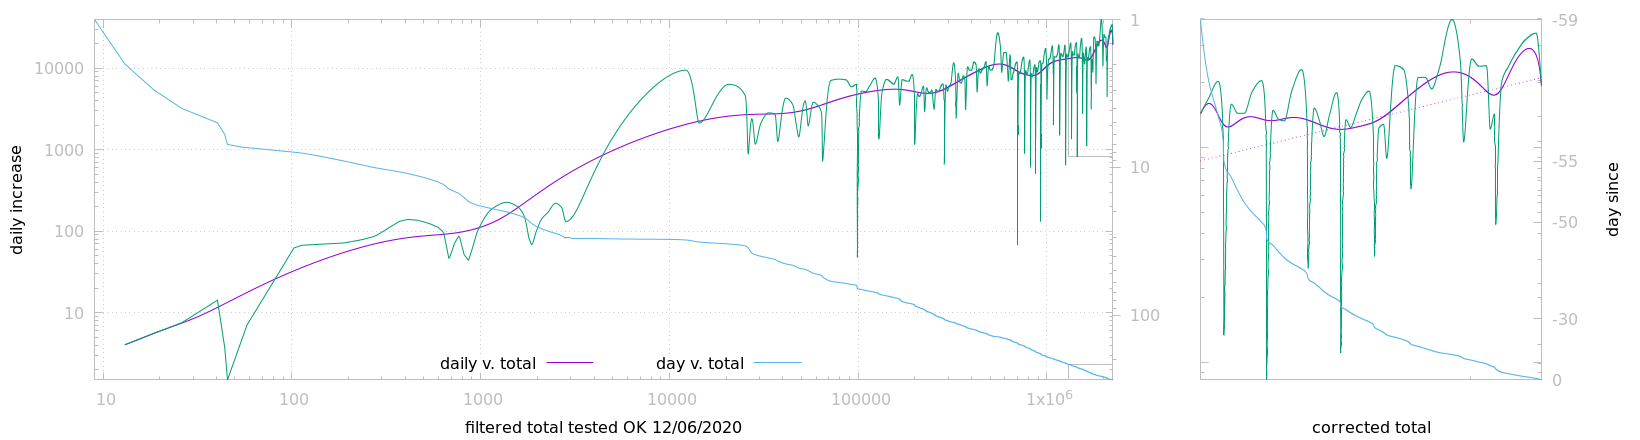 10000
1000
100
10
daily increase
10
100
1000
10000
100000
1x10^6
1
10
100
daily v. total
day v. total
filtered total tested OK 12/06/2020
-59
-55
-50
-30
0
day since
corrected total